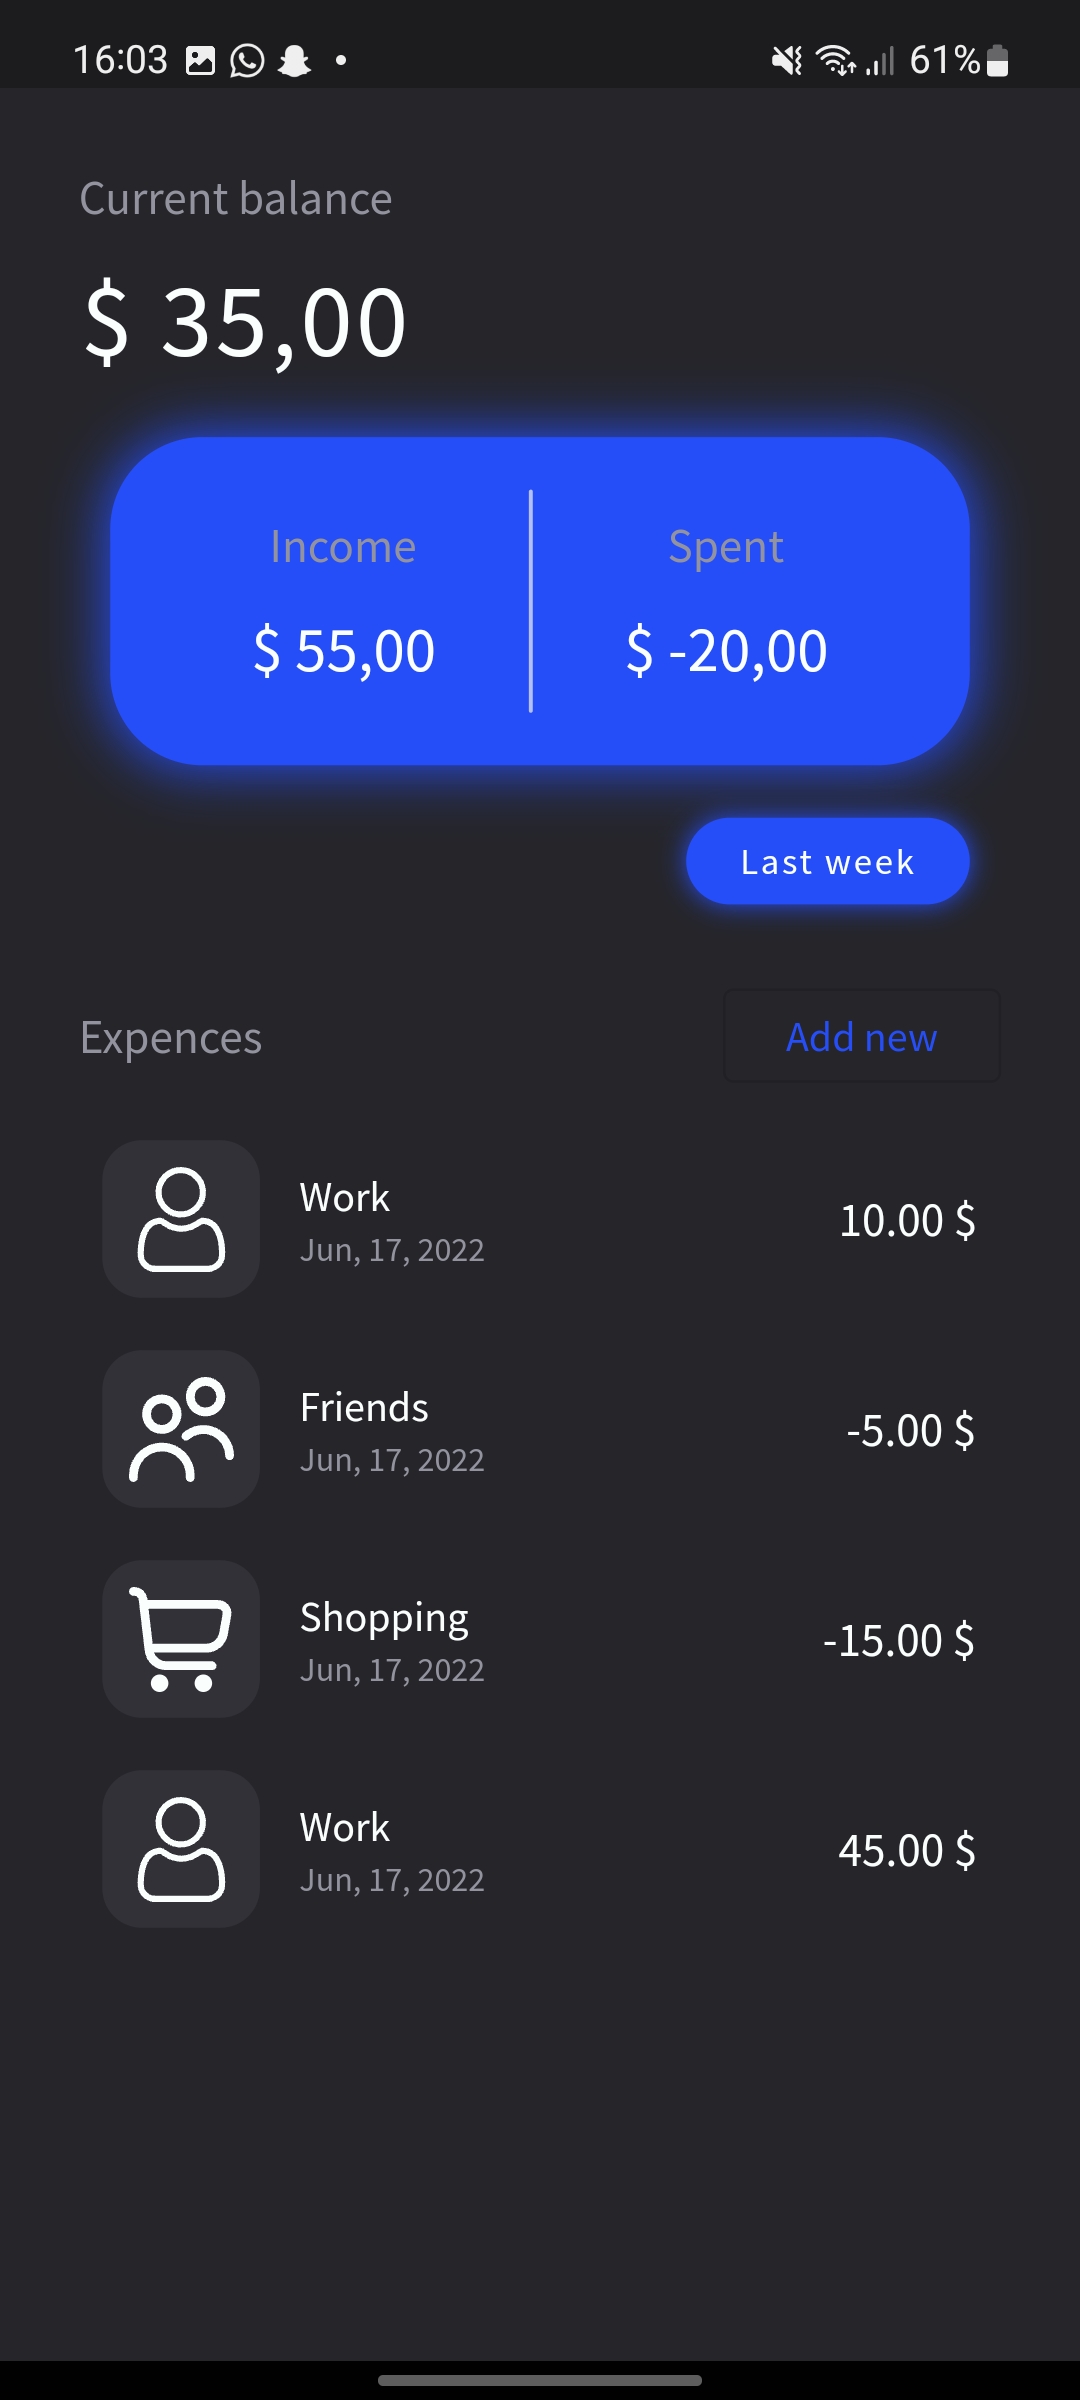 16:03 61%
Current balance
$ 35,00
Income Spent
$ 55,00 $ -20,00
Last week
Expences Add new
Work
Jun, 17, 2022
10.00 $
Friends
Jun, 17, 2022
-5.00 $
Shopping
Jun, 17, 2022
-15.00 $
Work
Jun, 17, 2022
45.00 $